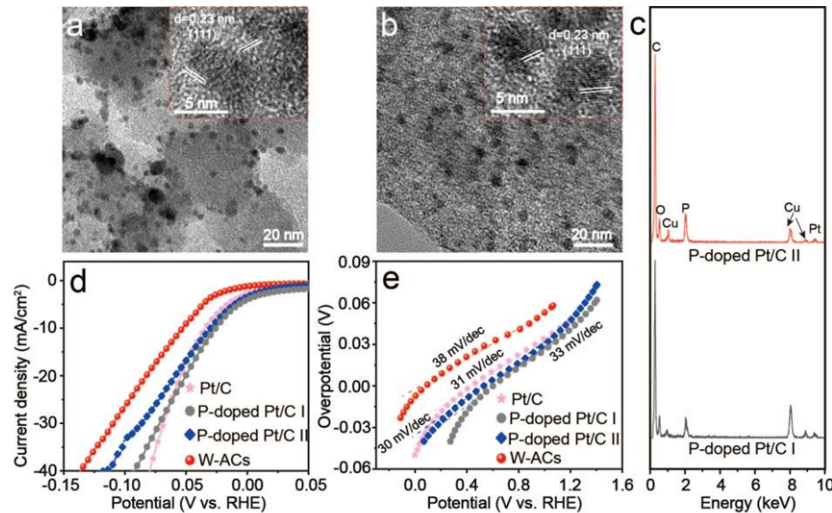 a
d=0.23 nm
{111}
5 nm
20 nm
b
d=0.23 nm
{111}
5 nm
20 nm
c
C
O
Cu
P
Cu
Pt
P-doped Pt/C II
P-doped Pt/C I
0 2 4 6 8 10
Energy (keV)
d
0
-10
-20
-30
-40
Current density (mA/cm²)
Pt/C
P-doped Pt/C I
P-doped Pt/C II
W-ACs
-0.15 -0.10 -0.05 0.00 0.05
Potential (V vs. RHE)
e
0.09
0.06
0.03
0.00
-0.03
-0.06
Overpotential (V)
38 mV/dec
31 mV/dec
33 mV/dec
30 mV/dec
Pt/C
P-doped Pt/C I
P-doped Pt/C II
W-ACs
0.0 0.4 0.8 1.2 1.6
Potential (V vs. RHE)